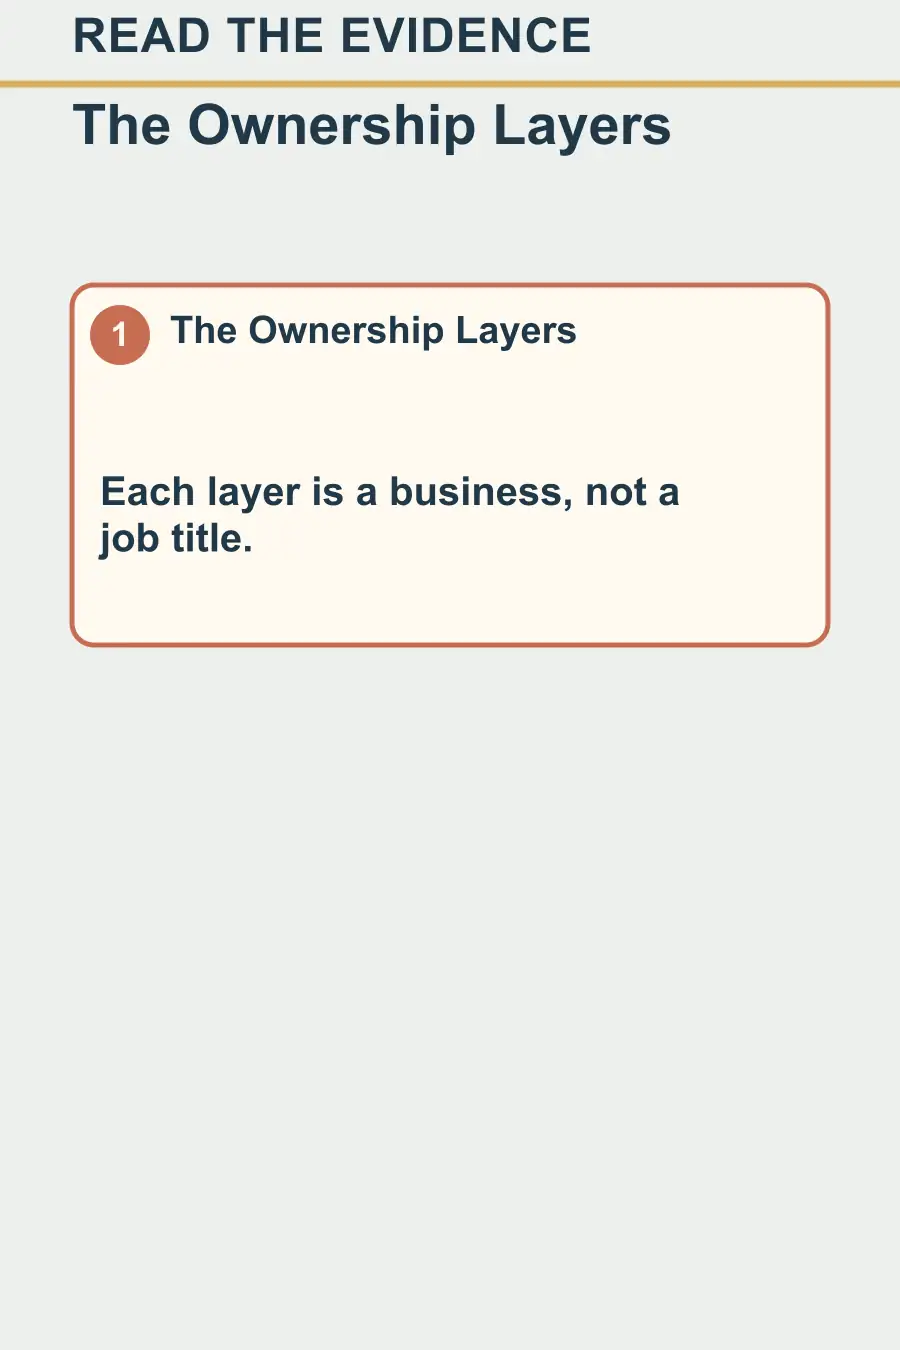 READ THE EVIDENCE
The Ownership Layers
1 The Ownership Layers
Each layer is a business, not a
job title.